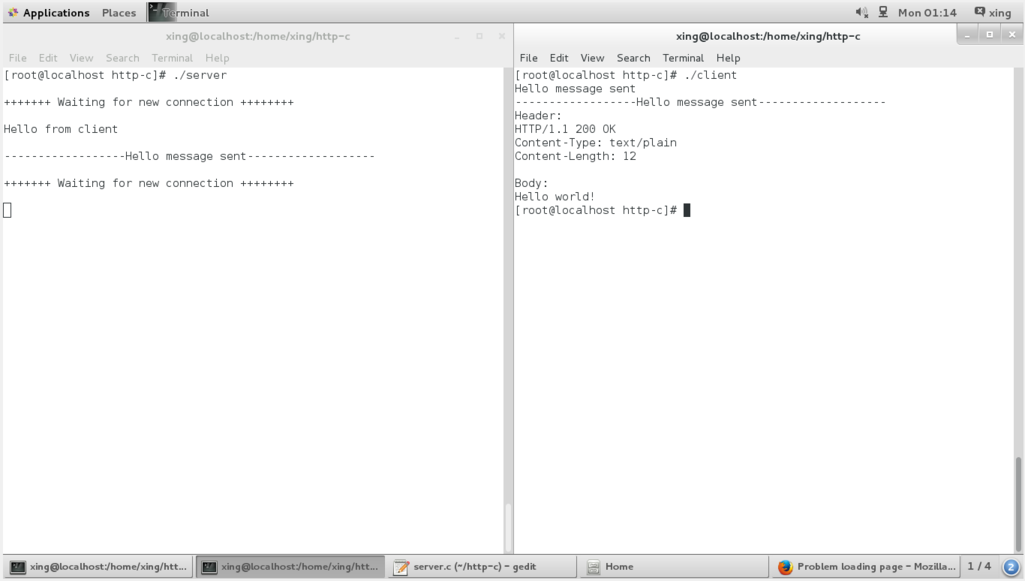 Applications Places Terminal Mon 01:14 xing
xing@localhost:/home/xing/http-c
File Edit View Search Terminal Help
[root@localhost http-c]# ./server
+++++++ Waiting for new connection ++++++++
Hello from client
------------------Hello message sent-------------------
+++++++ Waiting for new connection ++++++++
xing@localhost:/home/xing/http-c
File Edit View Search Terminal Help
[root@localhost http-c]# ./client
Hello message sent
------------------Hello message sent-------------------
Header:
HTTP/1.1 200 OK
Content-Type: text/plain
Content-Length: 12
Body:
Hello world!
[root@localhost http-c]#
xing@localhost:/home/xing/htt... xing@localhost:/home/xing/htt... server.c (~/http-c) - gedit Home Problem loading page - Mozilla... 1 / 4 2